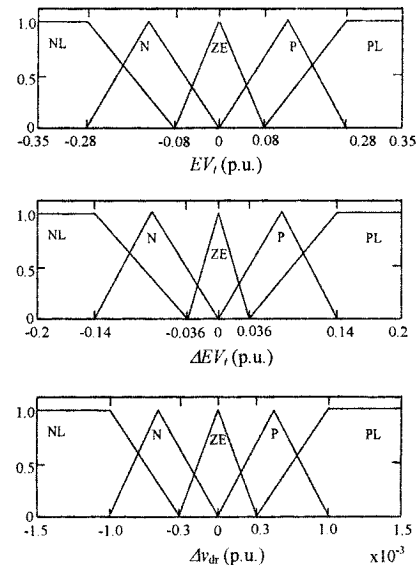 1.0
NL N ZE P PL
0.5
0
-0.35 -0.28 -0.08 0 0.08 0.28 0.35
EVt (p.u.)
1.0
NL N ZE P PL
0.5
0
-0.2 -0.14 -0.036 0 0.036 0.14 0.2
ΔEVt (p.u.)
1.0
NL N ZE P PL
0.5
0
-1.5 -1.0 -0.3 0 0.3 1.0 1.5
Δvdr (p.u.) x10-3